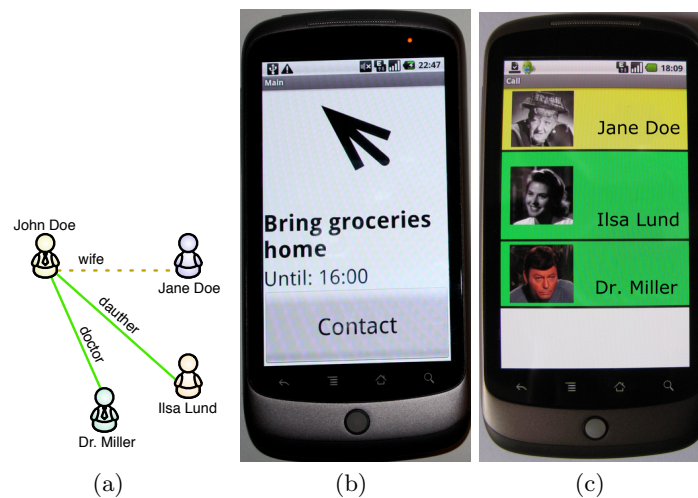 John Doe
wife
Jane Doe
dauther
doctor
Ilsa Lund
Dr. Miller
(a)
22:47
Main
Bring groceries
home
Until: 16:00
Contact
(b)
18:09
Call
Jane Doe
Ilsa Lund
Dr. Miller
(c)